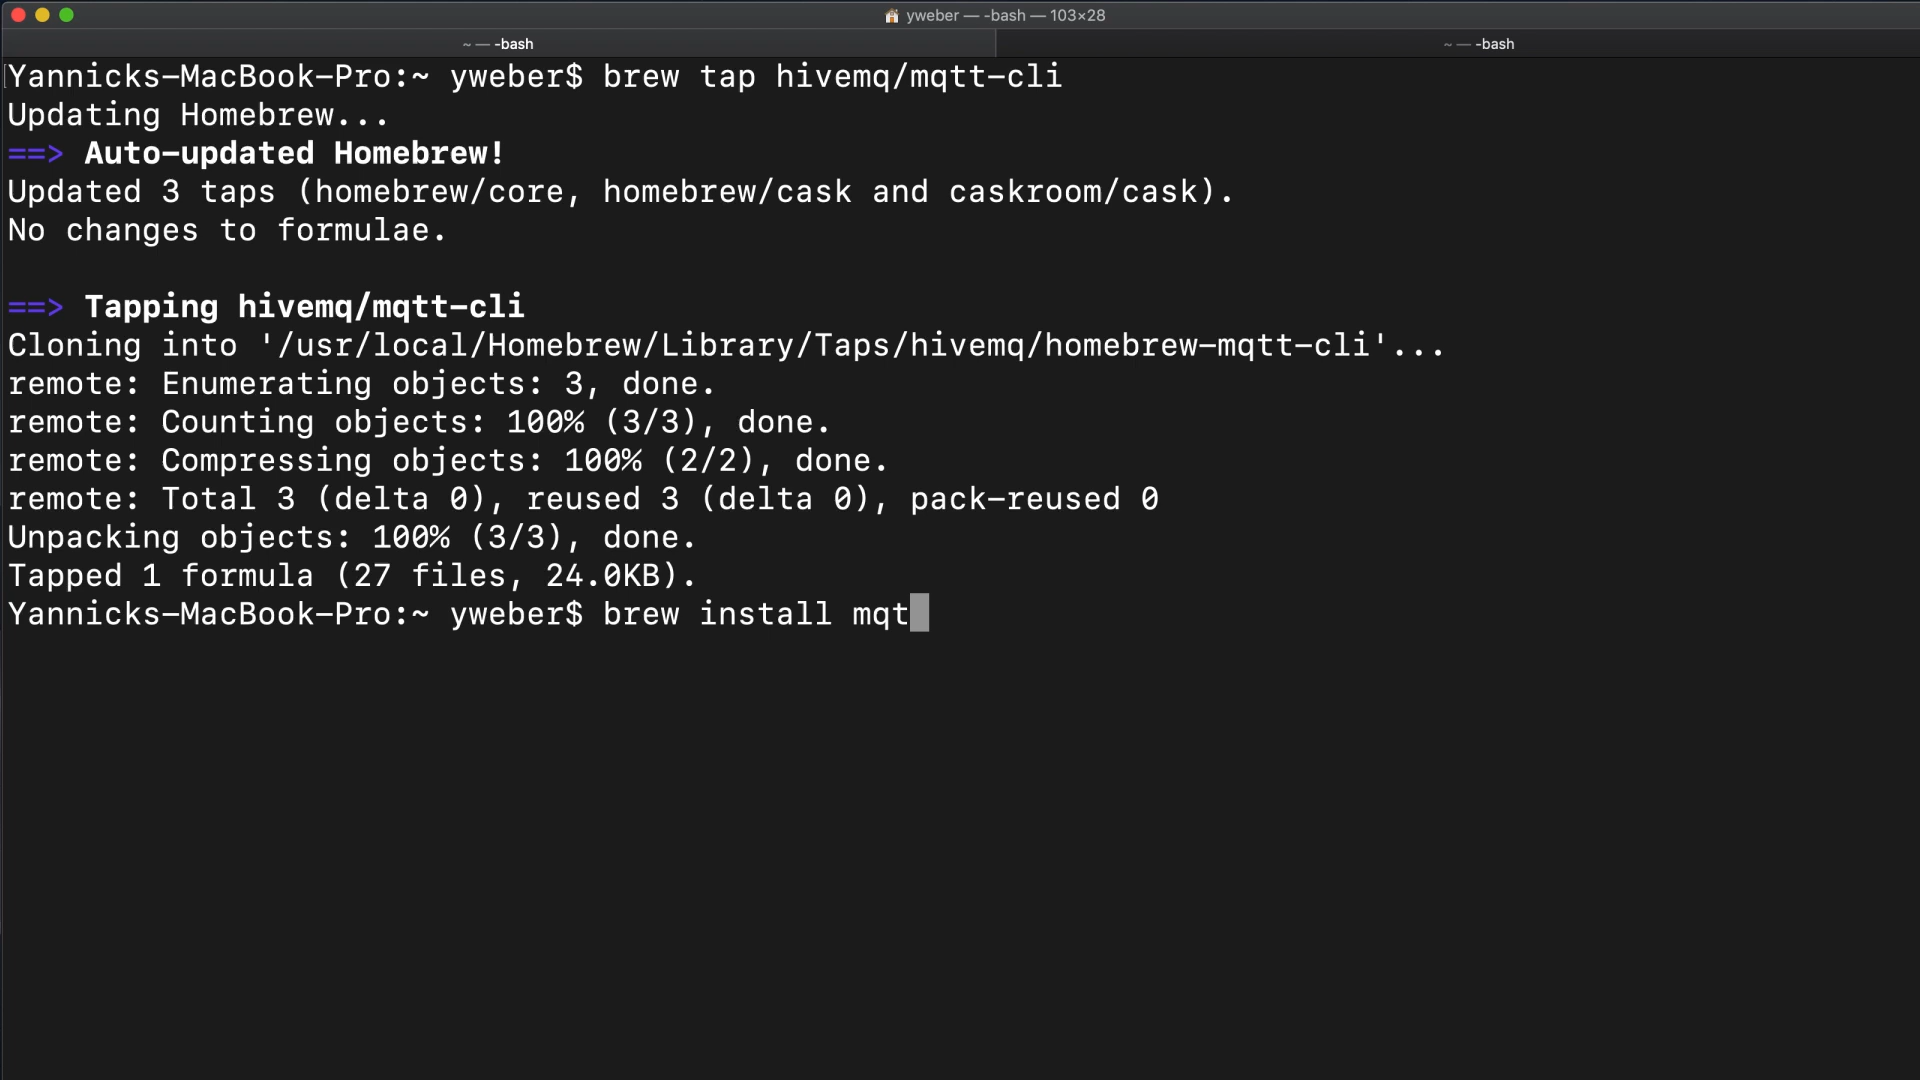 yweber — -bash — 103×28
~ — -bash
~ — -bash
Yannicks-MacBook-Pro:~ yweber$ brew tap hivemq/mqtt-cli
Updating Homebrew...
==> Auto-updated Homebrew!
Updated 3 taps (homebrew/core, homebrew/cask and caskroom/cask).
No changes to formulae.
==> Tapping hivemq/mqtt-cli
Cloning into '/usr/local/Homebrew/Library/Taps/hivemq/homebrew-mqtt-cli'...
remote: Enumerating objects: 3, done.
remote: Counting objects: 100% (3/3), done.
remote: Compressing objects: 100% (2/2), done.
remote: Total 3 (delta 0), reused 3 (delta 0), pack-reused 0
Unpacking objects: 100% (3/3), done.
Tapped 1 formula (27 files, 24.0KB).
Yannicks-MacBook-Pro:~ yweber$ brew install mqt